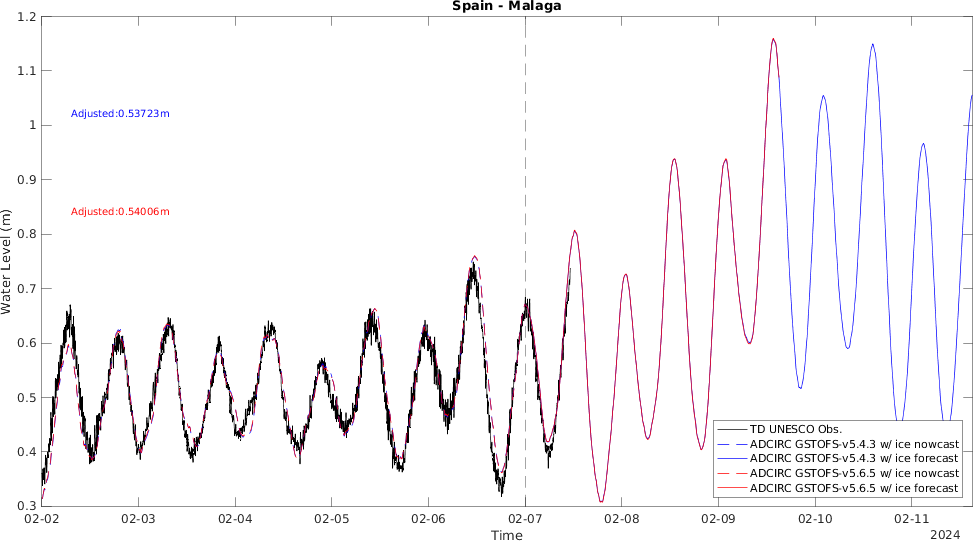 Spain - Malaga
1.2
1.1
1
0.9
0.8
0.7
0.6
0.5
0.4
0.3
Water Level (m)
Adjusted:0.53723m
Adjusted:0.54006m
TD UNESCO Obs.
ADCIRC GSTOFS-v5.4.3 w/ ice nowcast
ADCIRC GSTOFS-v5.4.3 w/ ice forecast
ADCIRC GSTOFS-v5.6.5 w/ ice nowcast
ADCIRC GSTOFS-v5.6.5 w/ ice forecast
02-02 02-03 02-04 02-05 02-06 02-07 02-08 02-09 02-10 02-11
Time
2024